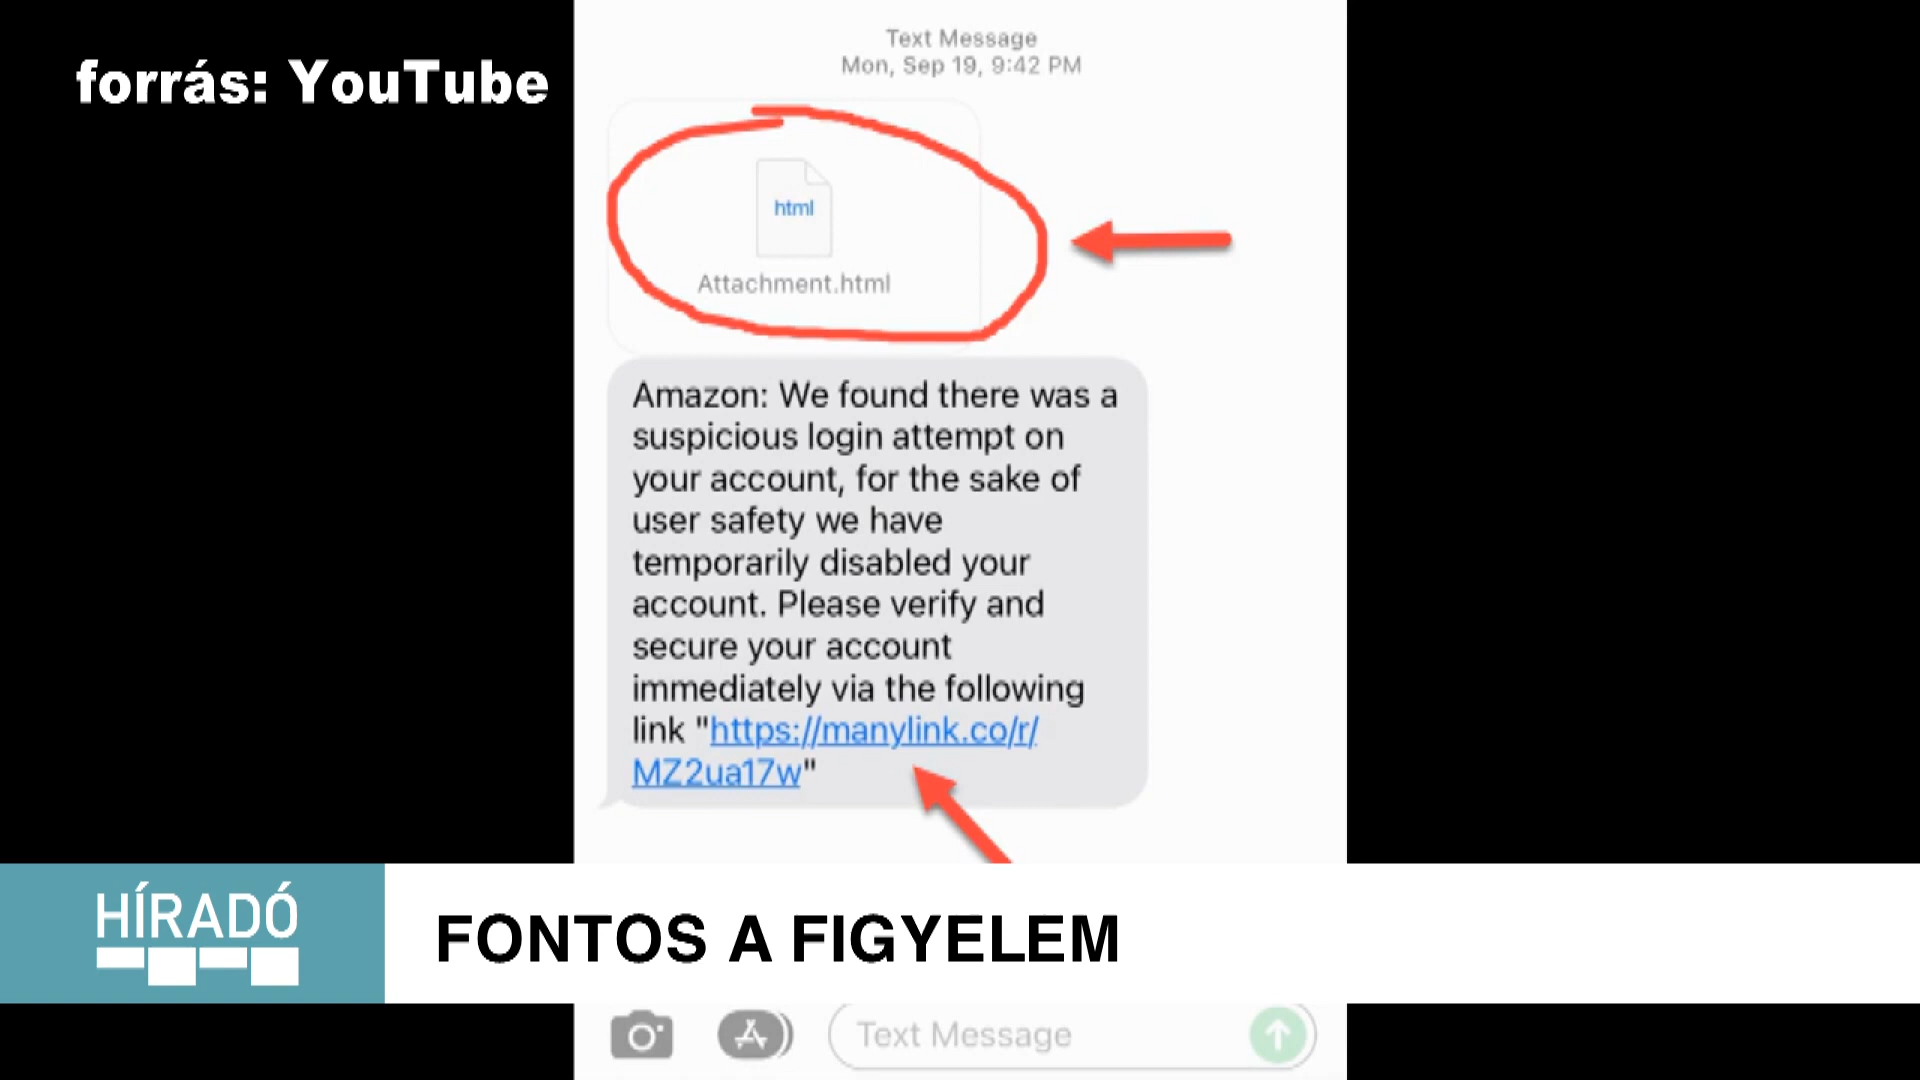 forrás: YouTube
Text Message
Mon, Sep 19, 9:42 PM
html
Attachment.html
Amazon: We found there was a
suspicious login attempt on
your account, for the sake of
user safety we have
temporarily disabled your
account. Please verify and
secure your account
immediately via the following
link "https://manylink.co/r/
MZ2ua17w"
HÍRADÓ
FONTOS A FIGYELEM
Text Message